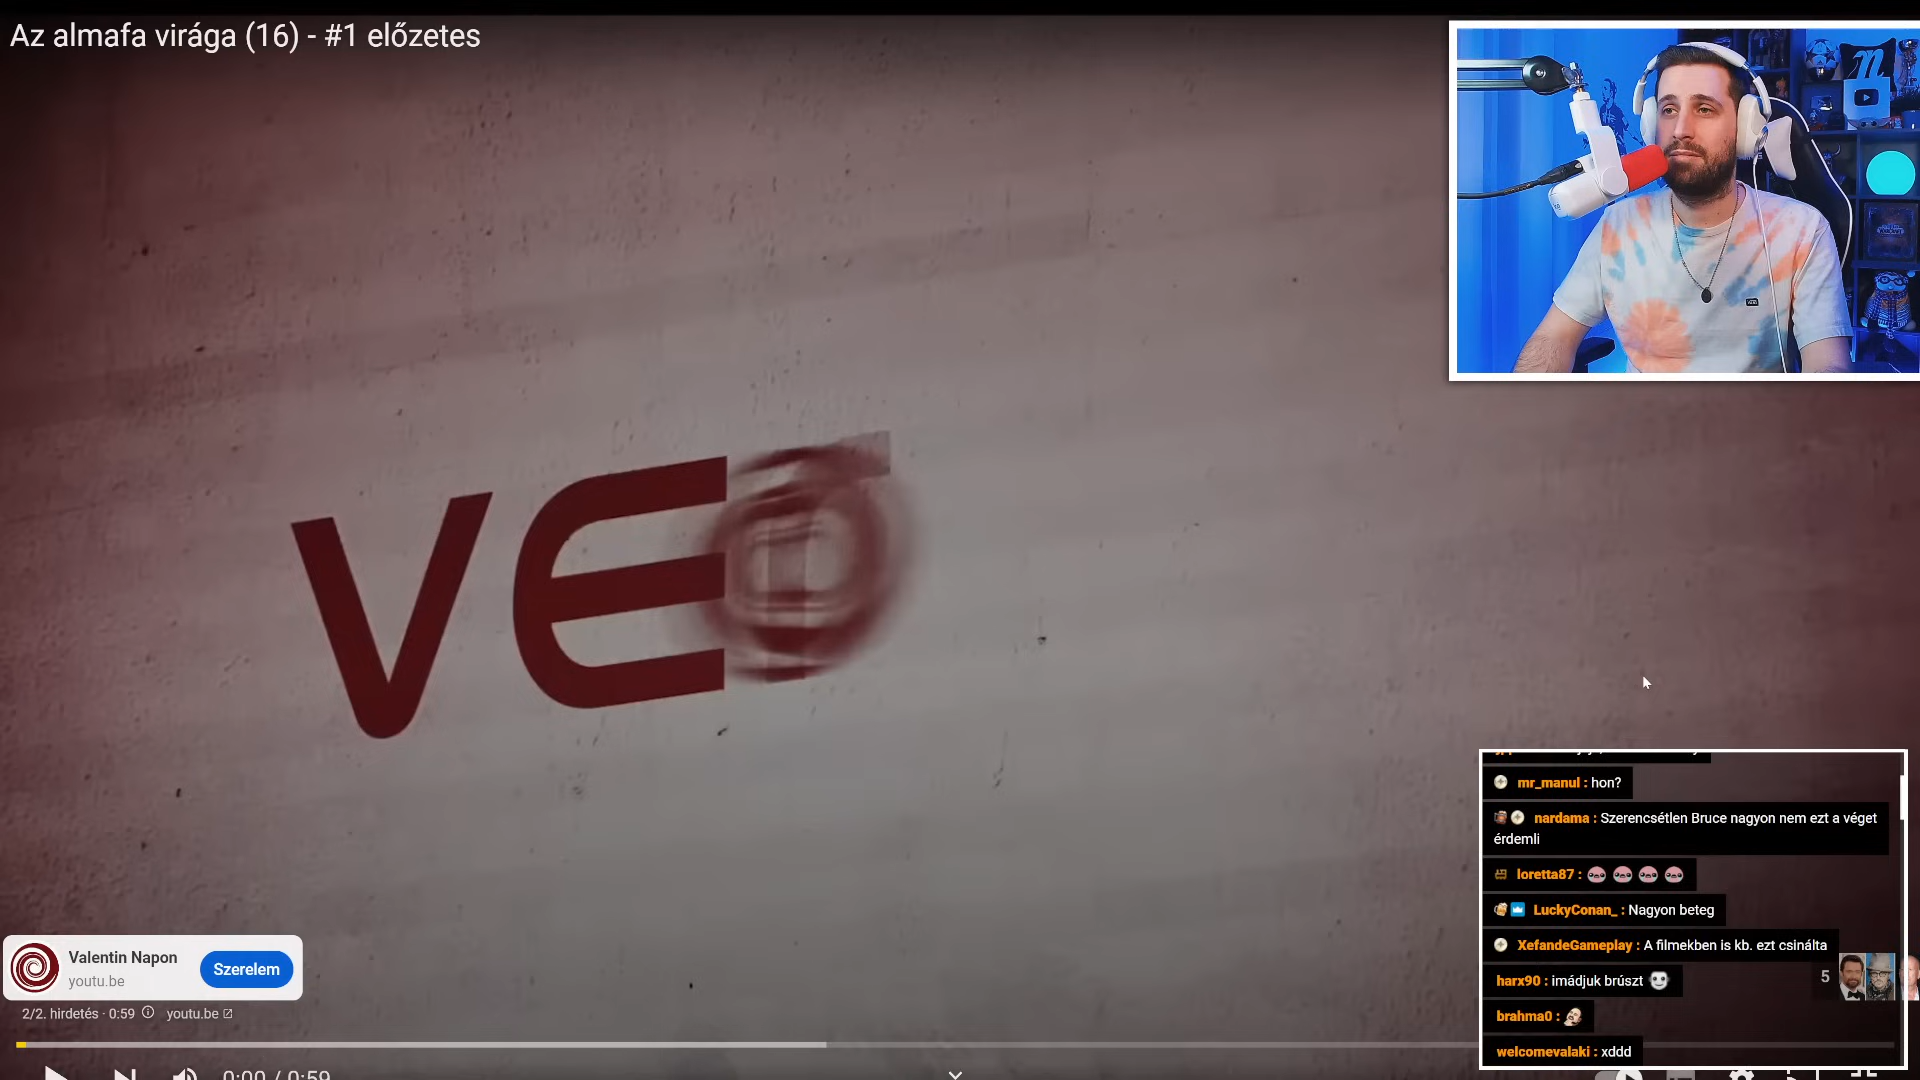 Az almafa virága (16) - #1 előzetes
VE
mr_manul : hon?
nardama : Szerencsétlen Bruce nagyon nem ezt a véget
érdemli
loretta87 :
LuckyConan_ : Nagyon beteg
XefandeGameplay : A filmekben is kb. ezt csinálta
5
harx90 : imádjuk brúszt
brahma0 :
welcomevalaki : xddd
Valentin Napon
youtu.be
Szerelem
2/2. hirdetés · 0:59
youtu.be
0:00 / 0:59